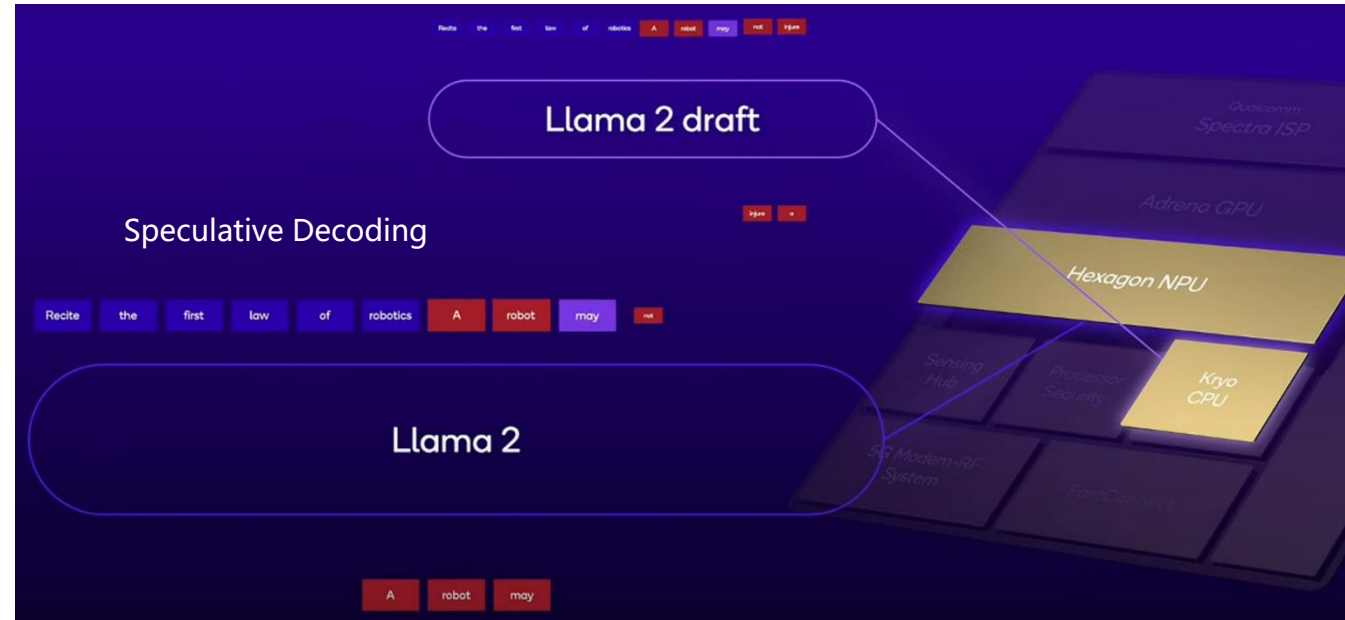 Recite the first law of robotics A robot may not injure
Llama 2 draft
Qualcomm
Spectra ISP
Adreno GPU
injure a
Speculative Decoding
Hexagon NPU
Recite the first law of robotics A robot may not
Sensing
Hub
Processor
Security
Kryo
CPU
Llama 2
5G Modem-RF
System
FastConnect
A robot may